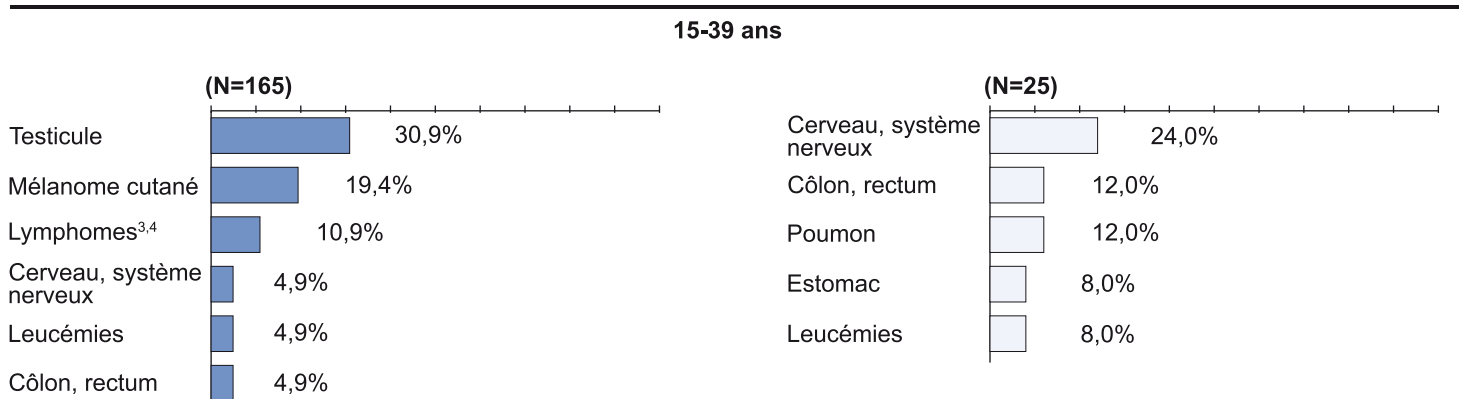 15-39 ans
(N=165)
Testicule 30,9%
Mélanome cutané 19,4%
Lymphomes3,4 10,9%
Cerveau, système
nerveux 4,9%
Leucémies 4,9%
Côlon, rectum 4,9%
(N=25)
Cerveau, système
nerveux 24,0%
Côlon, rectum 12,0%
Poumon 12,0%
Estomac 8,0%
Leucémies 8,0%